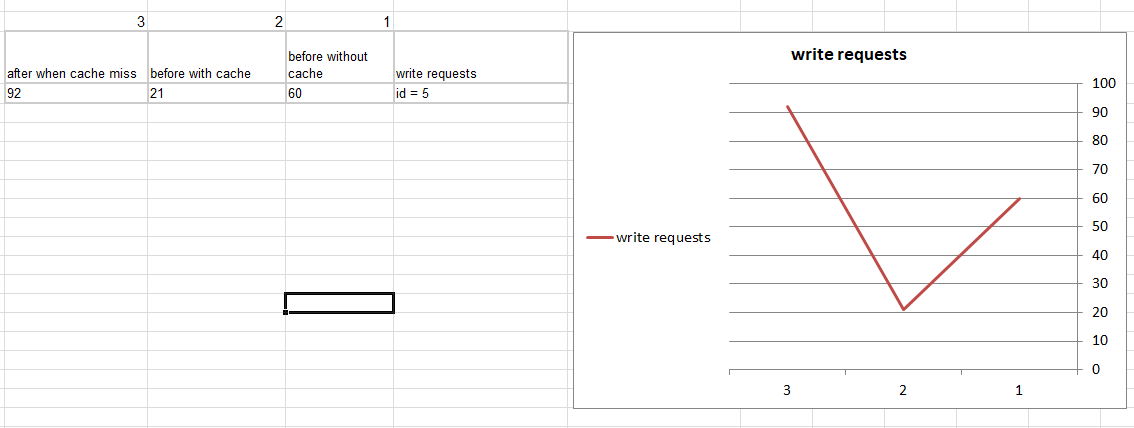 3 2 1
after when cache miss before with cache before without cache write requests
92 21 60 id = 5
write requests
100
90
80
70
60
50
40
30
20
10
0
write requests
3 2 1